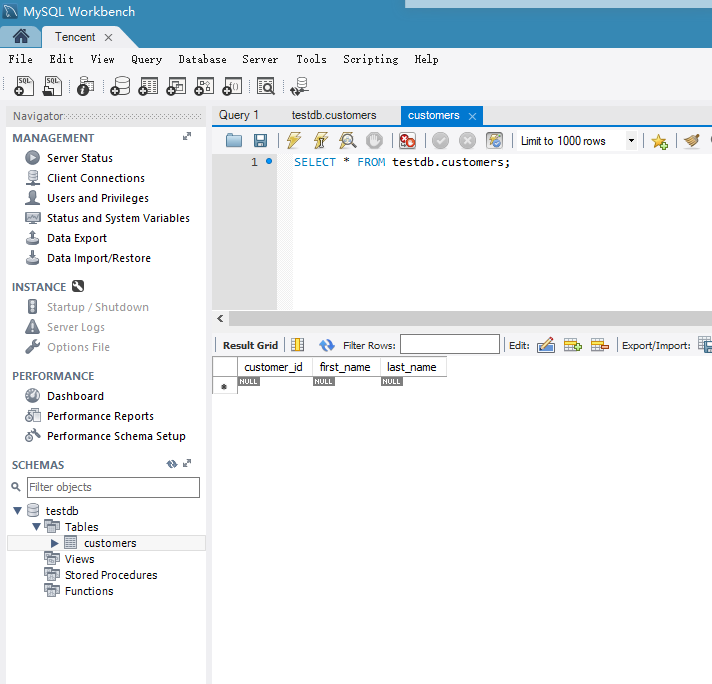 MySQL Workbench
Tencent
File Edit View Query Database Server Tools Scripting Help
SQL SQL
Navigator
MANAGEMENT
Server Status
Client Connections
Users and Privileges
Status and System Variables
Data Export
Data Import/Restore
INSTANCE
Startup / Shutdown
Server Logs
Options File
PERFORMANCE
Dashboard
Performance Reports
Performance Schema Setup
SCHEMAS
Filter objects
testdb
Tables
customers
Views
Stored Procedures
Functions
Query 1 testdb.customers customers
Limit to 1000 rows
1 SELECT * FROM testdb.customers;
Result Grid Filter Rows: Edit: Export/Import:
customer_id first_name last_name
NULL NULL NULL